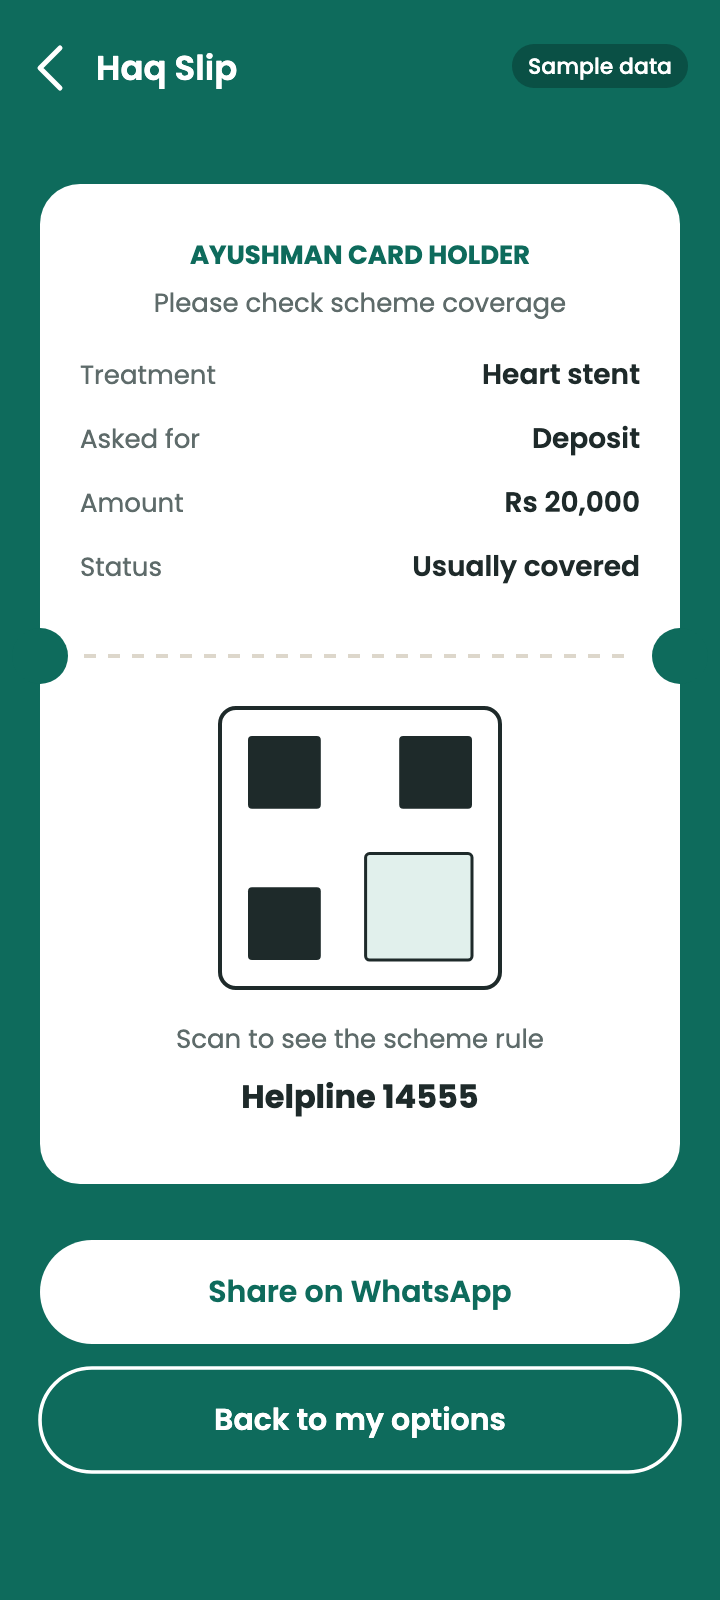 Haq Slip
Sample data
AYUSHMAN CARD HOLDER
Please check scheme coverage
Treatment Heart stent
Asked for Deposit
Amount Rs 20,000
Status Usually covered
Scan to see the scheme rule
Helpline 14555
Share on WhatsApp
Back to my options